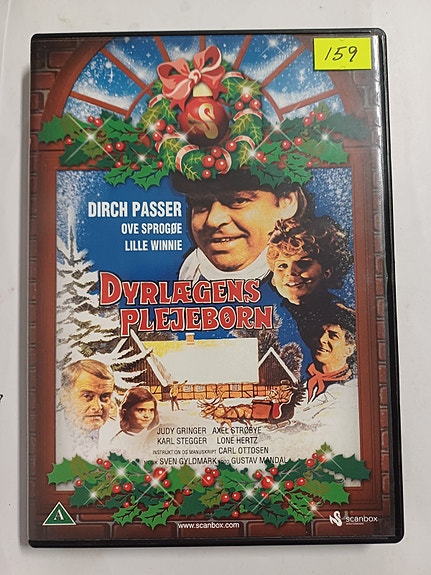 159
DIRCH PASSER
OVE SPROGØE
LILLE WINNIE
DYRLÆGENS
PLEJEBØRN
JUDY GRINGER AXEL STRØBYE
KARL STEGGER LONE HERTZ
INSTRUKTION OG MANUSKRIPT CARL OTTOSEN
SVEN GYLDMARK GUSTAV MANDAL
A
www.scanbox.com
scanbox